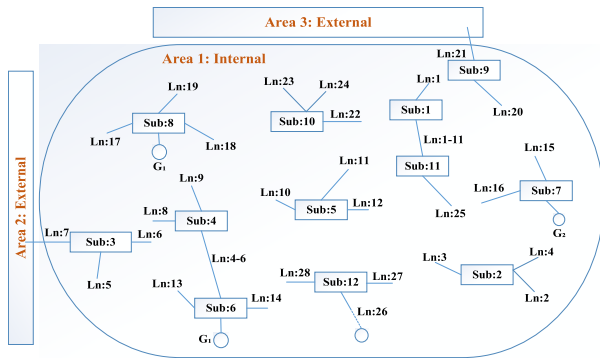 Area 3: External
Area 1: Internal
Area 2: External
Ln:21
Sub:9
Ln:20
Ln:19
Sub:8
Ln:17
Ln:18
G₁
Ln:23
Ln:24
Sub:10
Ln:22
Ln:1
Sub:1
Ln:1-11
Sub:11
Ln:25
Ln:15
Ln:16
Sub:7
G₂
Ln:9
Ln:8
Sub:4
Ln:4-6
Ln:11
Ln:10
Sub:5
Ln:12
Ln:7
Sub:3
Ln:6
Ln:5
Ln:13
Sub:6
Ln:14
G₁
Ln:28
Sub:12
Ln:27
Ln:26
Ln:3
Sub:2
Ln:4
Ln:2